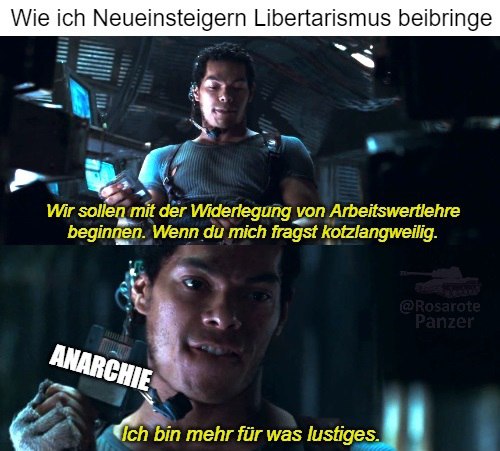 Wie ich Neueinsteigern Libertarismus beibringe
Wir sollen mit der Widerlegung von Arbeitswertlehre
beginnen. Wenn du mich fragst kotzlangweilig.
@Rosarote
Panzer
ANARCHIE
Ich bin mehr für was lustiges.